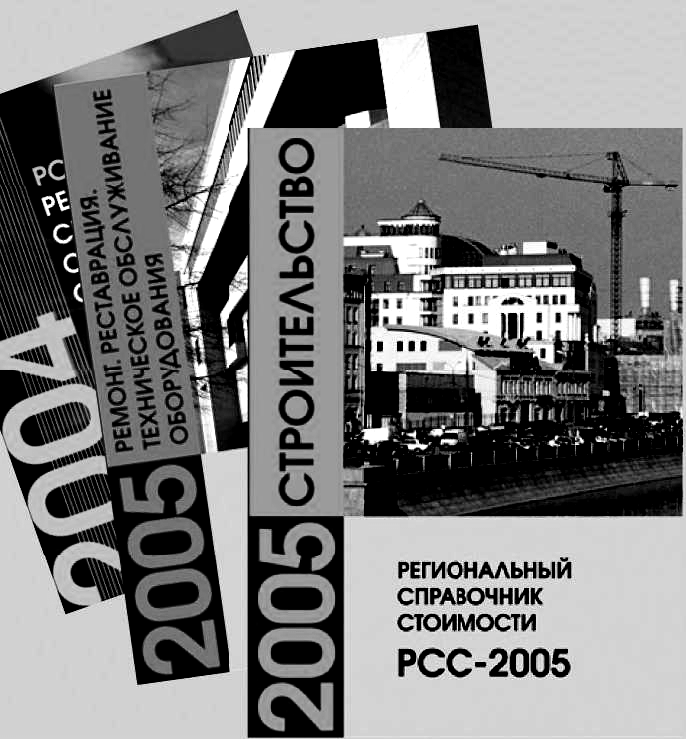 2004
РЕМОНТ. РЕСТАВРАЦИЯ.
ТЕХНИЧЕСКОЕ ОБСЛУЖИВАНИЕ
ОБОРУДОВАНИЯ
2005
СТРОИТЕЛЬСТВО
2005
РЕГИОНАЛЬНЫЙ
СПРАВОЧНИК
СТОИМОСТИ
РСС-2005